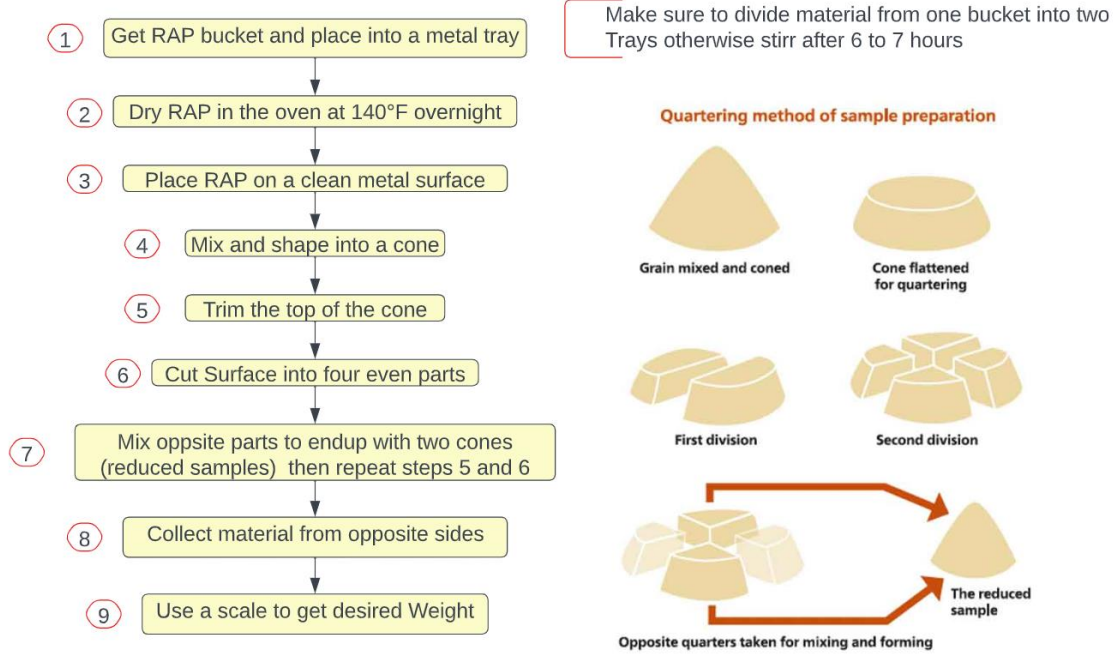 1
Get RAP bucket and place into a metal tray
2
Dry RAP in the oven at 140°F overnight
3
Place RAP on a clean metal surface
4
Mix and shape into a cone
5
Trim the top of the cone
6
Cut Surface into four even parts
7
Mix oppsite parts to endup with two cones
(reduced samples) then repeat steps 5 and 6
8
Collect material from opposite sides
9
Use a scale to get desired Weight
Make sure to divide material from one bucket into two
Trays otherwise stirr after 6 to 7 hours
Quartering method of sample preparation
Grain mixed and coned
Cone flattened
for quartering
First division
Second division
The reduced
sample
Opposite quarters taken for mixing and forming